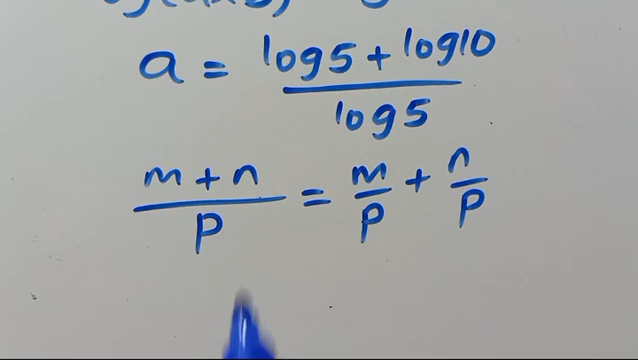 a = log5 + log10 / log5
m + n / p = m / p + n / p